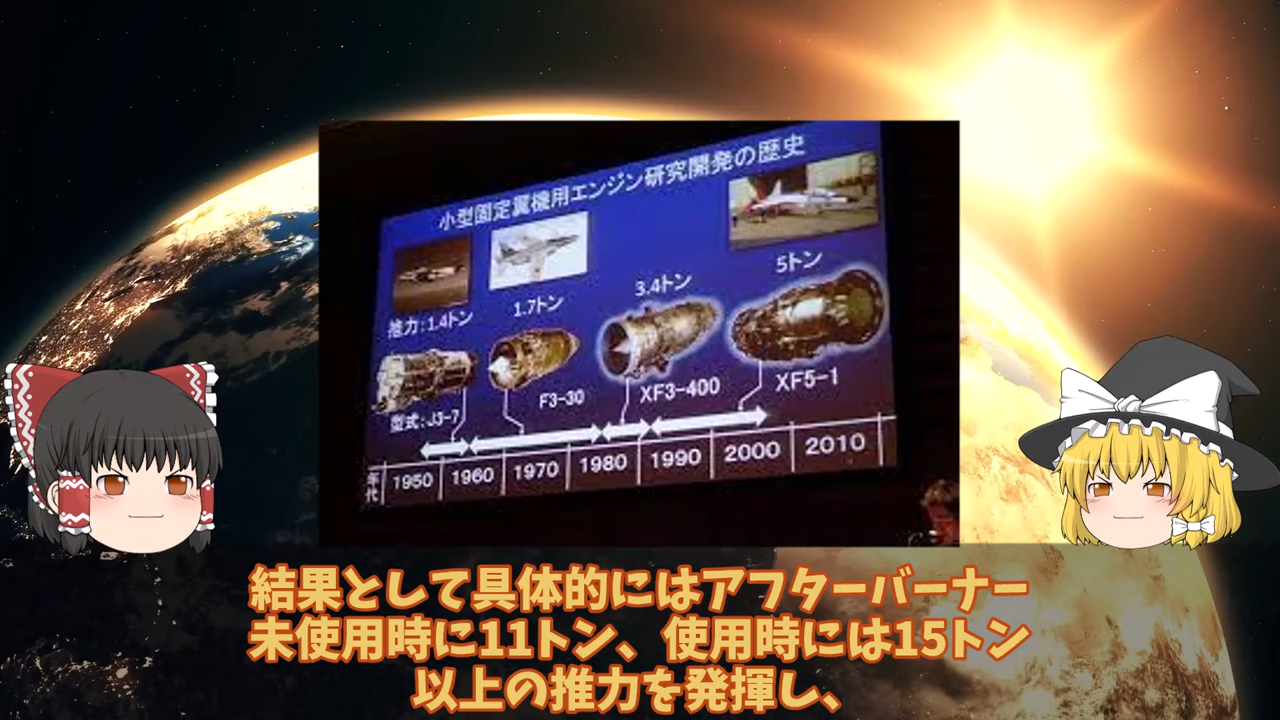 小型固定翼機用エンジン研究開発の歴史
推力:1.4トン
1.7トン
3.4トン
5トン
型式:J3-7
F3-30
XF3-400
XF5-1
年代
1950
1960
1970
1980
1990
2000
2010
結果として具体的にはアフターバーナー
未使用時に11トン、使用時には15トン
以上の推力を発揮し、